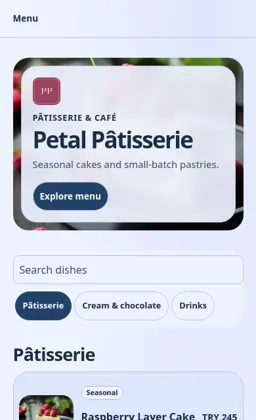 Menu
PP
PÂTISSERIE & CAFÉ
Petal Pâtisserie
Seasonal cakes and small-batch pastries.
Explore menu
Search dishes
Pâtisserie
Cream & chocolate
Drinks
Pâtisserie
Seasonal
Raspberry Layer Cake TRY 245